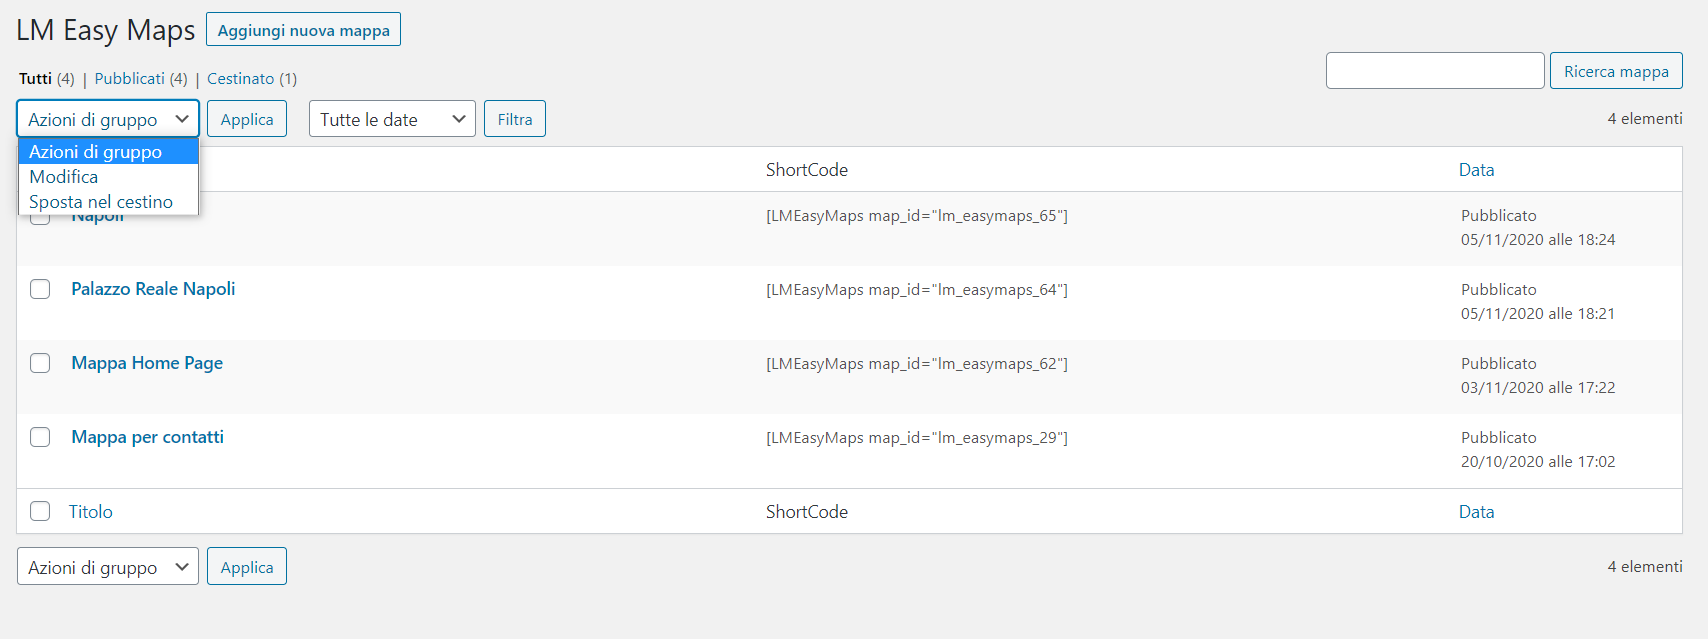 LM Easy Maps Aggiungi nuova mappa
Tutti (4) | Pubblicati (4) | Cestinato (1)
Ricerca mappa
Azioni di gruppo Applica Tutte le date Filtra 4 elementi
Azioni di gruppo
Modifica
Sposta nel cestino
ShortCode Data
Napoli [LMEasyMaps map_id="lm_easymaps_65"] Pubblicato
05/11/2020 alle 18:24
Palazzo Reale Napoli [LMEasyMaps map_id="lm_easymaps_64"] Pubblicato
05/11/2020 alle 18:21
Mappa Home Page [LMEasyMaps map_id="lm_easymaps_62"] Pubblicato
03/11/2020 alle 17:22
Mappa per contatti [LMEasyMaps map_id="lm_easymaps_29"] Pubblicato
20/10/2020 alle 17:02
Titolo ShortCode Data
Azioni di gruppo Applica 4 elementi